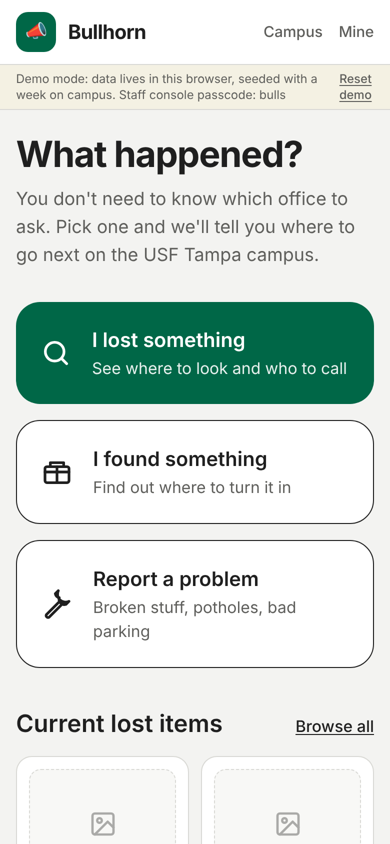 Bullhorn
Campus
Mine
Demo mode: data lives in this browser, seeded with a
week on campus. Staff console passcode: bulls
Reset
demo
What happened?
You don't need to know which office to
ask. Pick one and we'll tell you where to
go next on the USF Tampa campus.
I lost something
See where to look and who to call
I found something
Find out where to turn it in
Report a problem
Broken stuff, potholes, bad
parking
Current lost items
Browse all